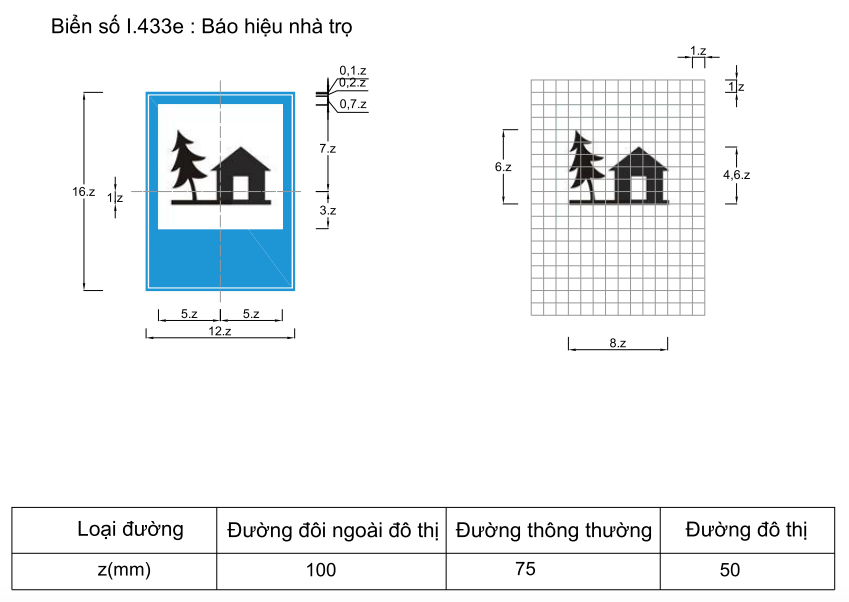 Biển số I.433e : Báo hiệu nhà trọ
0,1.z
0,2.z
0,7.z
7.z
16.z
1.z
3.z
5.z 5.z
12.z
1.z
1.z
6.z
4,6.z
8.z
Loại đường Đường đôi ngoài đô thị Đường thông thường Đường đô thị
z(mm) 100 75 50